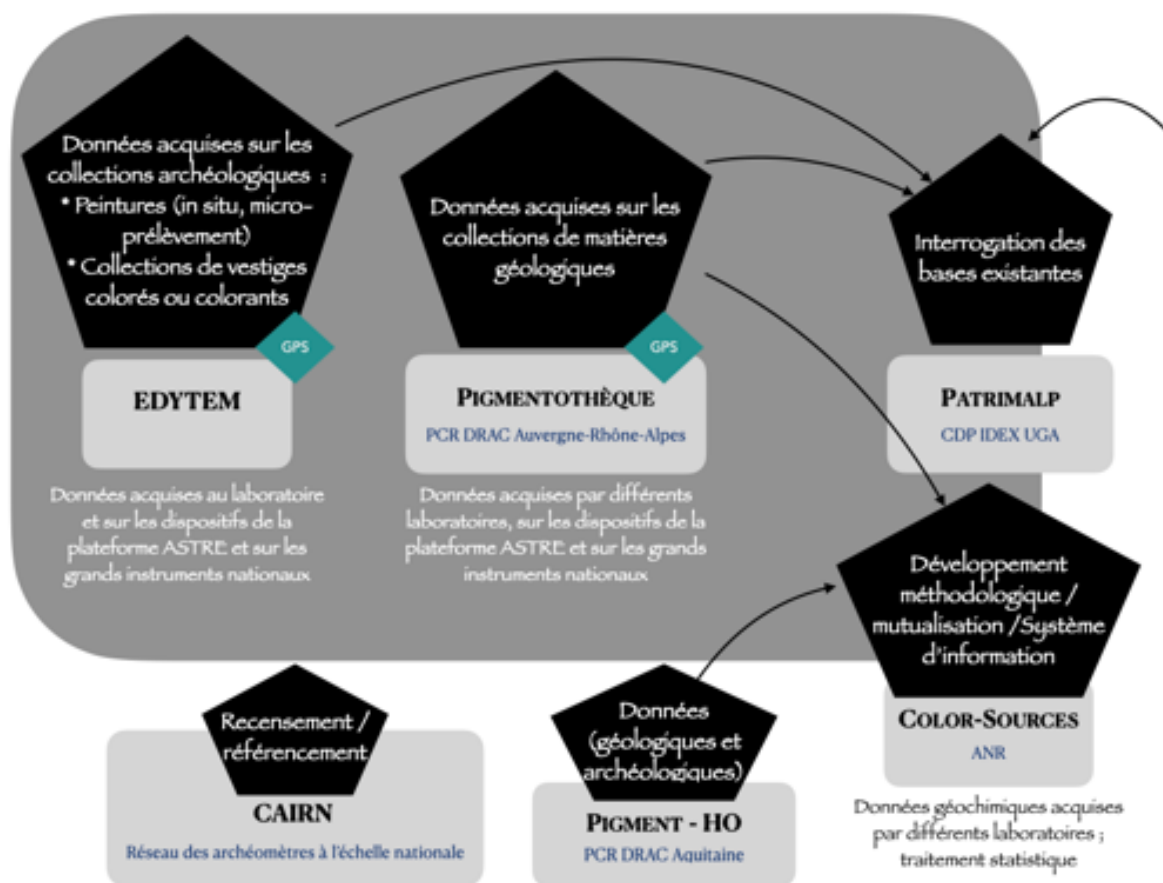 Données acquises sur les
collections archéologiques :
* Peintures (in situ, micro-
prélèvement)
* Collections de vestiges
colorés ou colorants
GPS
EDYTEM
Données acquises au laboratoire
et sur les dispositifs de la
plateforme ASTRE et sur les
grands instruments nationaux
Données acquises sur les
collections de matières
géologiques
GPS
PIGMENTOTHÈQUE
PCR DRAC Auvergne-Rhône-Alpes
Données acquises par différents
laboratoires, sur les dispositifs de la
plateforme ASTRE et sur les grands
instruments nationaux
Interrogation des
bases existantes
PATRIMALP
CDP IDEX UGA
Développement
méthodologique /
mutualisation /Système
d'information
COLOR-SOURCES
ANR
Données géochimiques acquises
par différents laboratoires ;
traitement statistique
Recensement /
référencement
CAIRN
Réseau des archéomètres à l'échelle nationale
Données
(géologiques et
archéologiques)
PIGMENT - HO
PCR DRAC Aquitaine